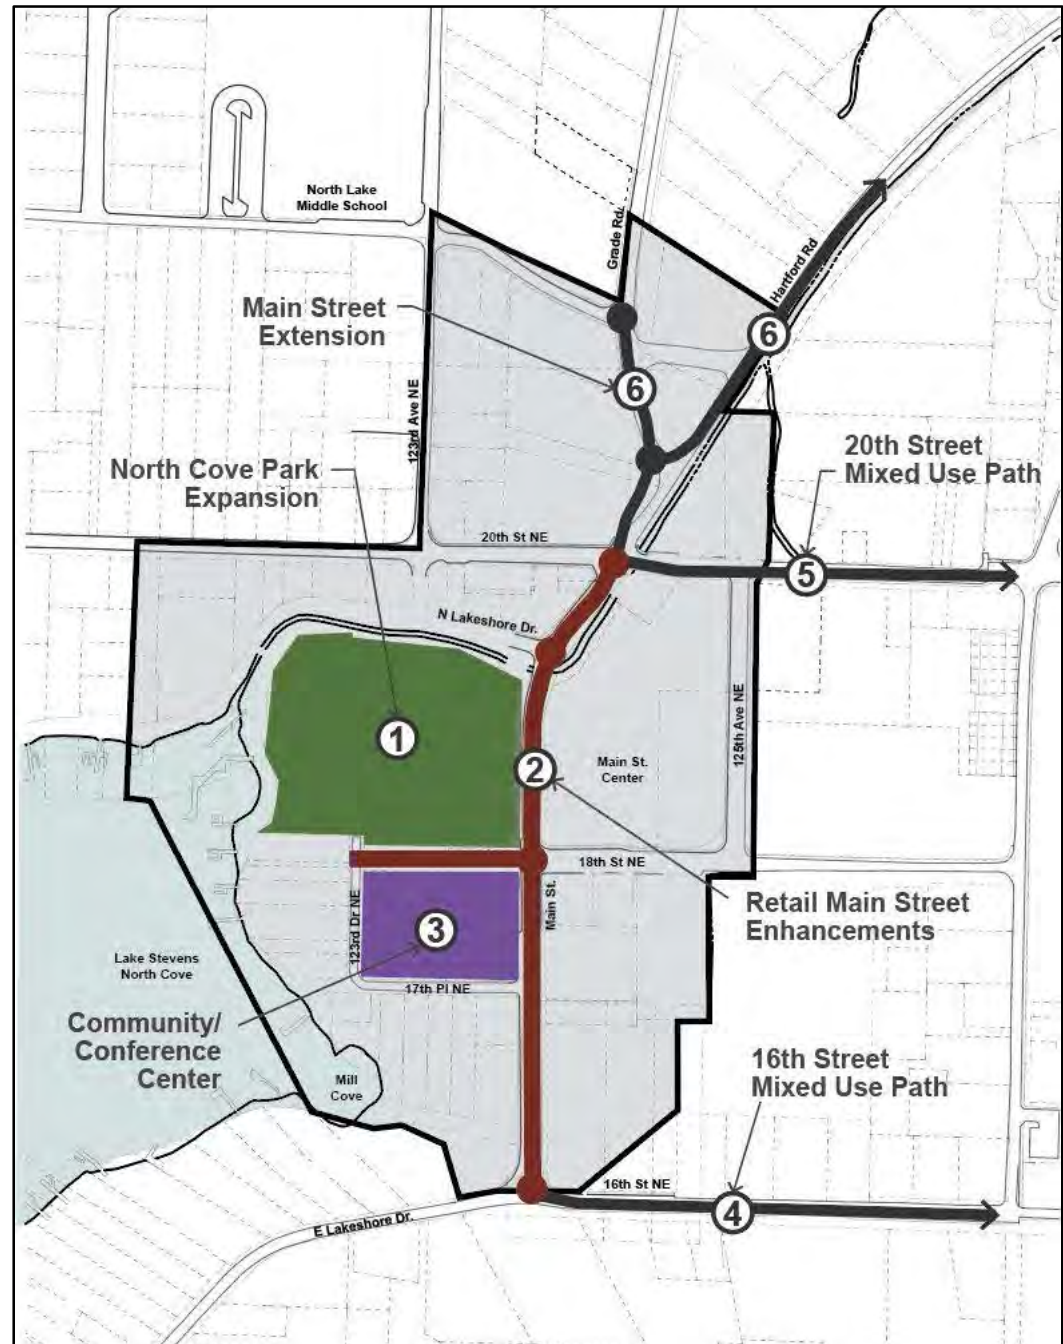 North Lake
Middle School
Grade Rd.
Hartford Rd
Main Street
Extension
6
6
123rd Ave NE
North Cove Park
Expansion
20th Street
Mixed Use Path
20th St NE
5
N Lakeshore Dr.
1
2
Main St.
Center
125th Ave NE
18th St NE
Main St.
Retail Main Street
Enhancements
123rd Dr NE
3
Lake Stevens
North Cove
17th Pl NE
Community/
Conference
Center
Mill
Cove
16th Street
Mixed Use Path
16th St NE
4
E Lakeshore Dr.